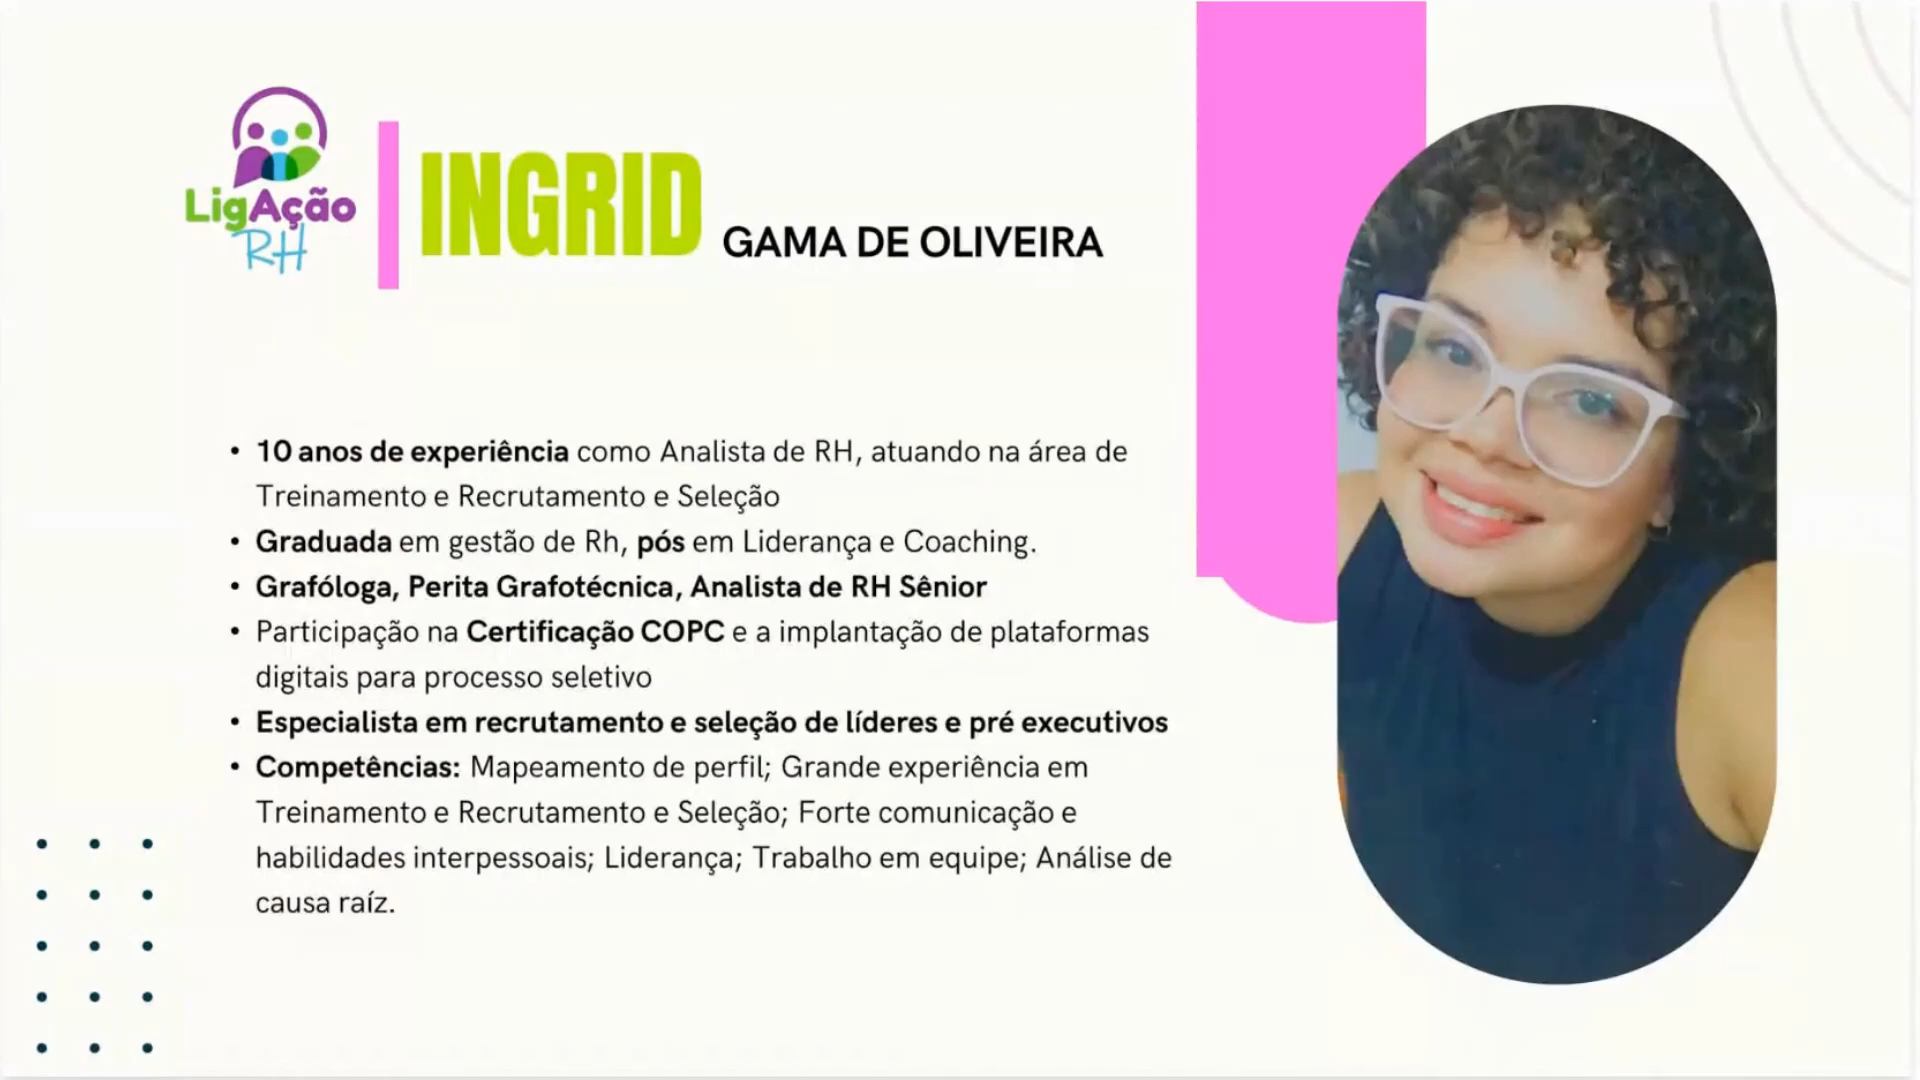 LigAção
RH
INGRID GAMA DE OLIVEIRA
• 10 anos de experiência como Analista de RH, atuando na área de
Treinamento e Recrutamento e Seleção
• Graduada em gestão de Rh, pós em Liderança e Coaching.
• Grafóloga, Perita Grafotécnica, Analista de RH Sênior
• Participação na Certificação COPC e a implantação de plataformas
digitais para processo seletivo
• Especialista em recrutamento e seleção de líderes e pré executivos
• Competências: Mapeamento de perfil; Grande experiência em
Treinamento e Recrutamento e Seleção; Forte comunicação e
habilidades interpessoais; Liderança; Trabalho em equipe; Análise de
causa raíz.